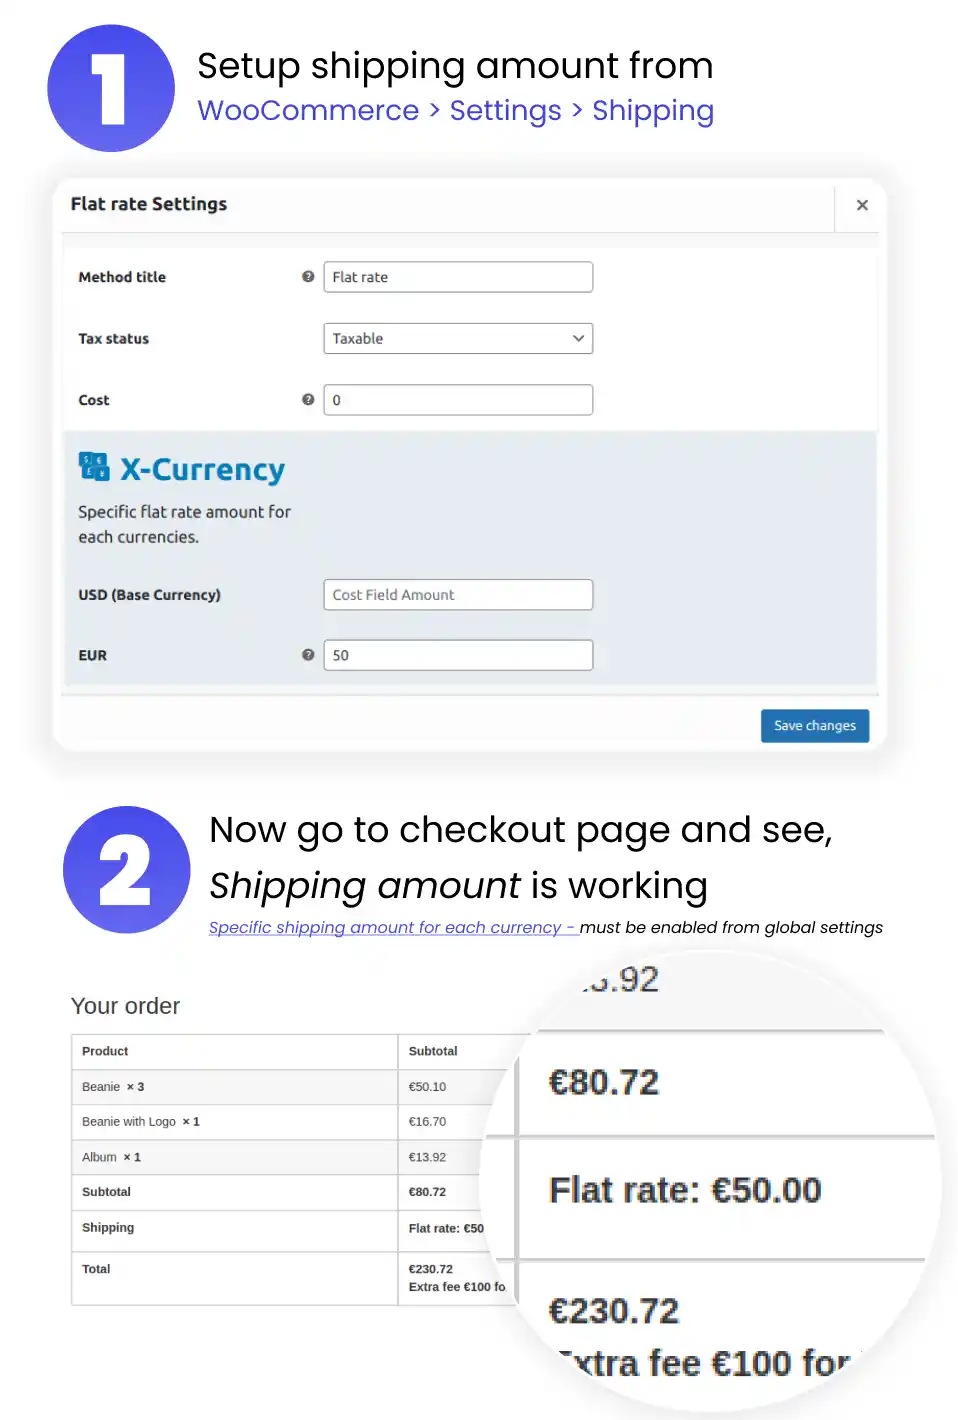 1
Setup shipping amount from
WooCommerce > Settings > Shipping
Flat rate Settings
×
Method title ? Flat rate
Tax status Taxable
Cost ? 0
$ € £ ¥
X-Currency
Specific flat rate amount for
each currencies.
USD (Base Currency) Cost Field Amount
EUR ? 50
Save changes
2
Now go to checkout page and see,
Shipping amount is working
Specific shipping amount for each currency - must be enabled from global settings
Your order
Product Subtotal
Beanie × 3 €50.10
Beanie with Logo × 1 €16.70
Album × 1 €13.92
Subtotal €80.72
Shipping Flat rate: €50
Total €230.72
Extra fee €100 fo
3.92
€80.72
Flat rate: €50.00
€230.72
Extra fee €100 for